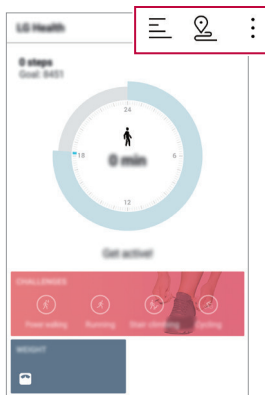 LG Health
0 steps
Goal: 8451
24
18
6
0 min
12
Get active!
CHALLENGES
Power walking Running Stair climbing Cycling
WEIGHT